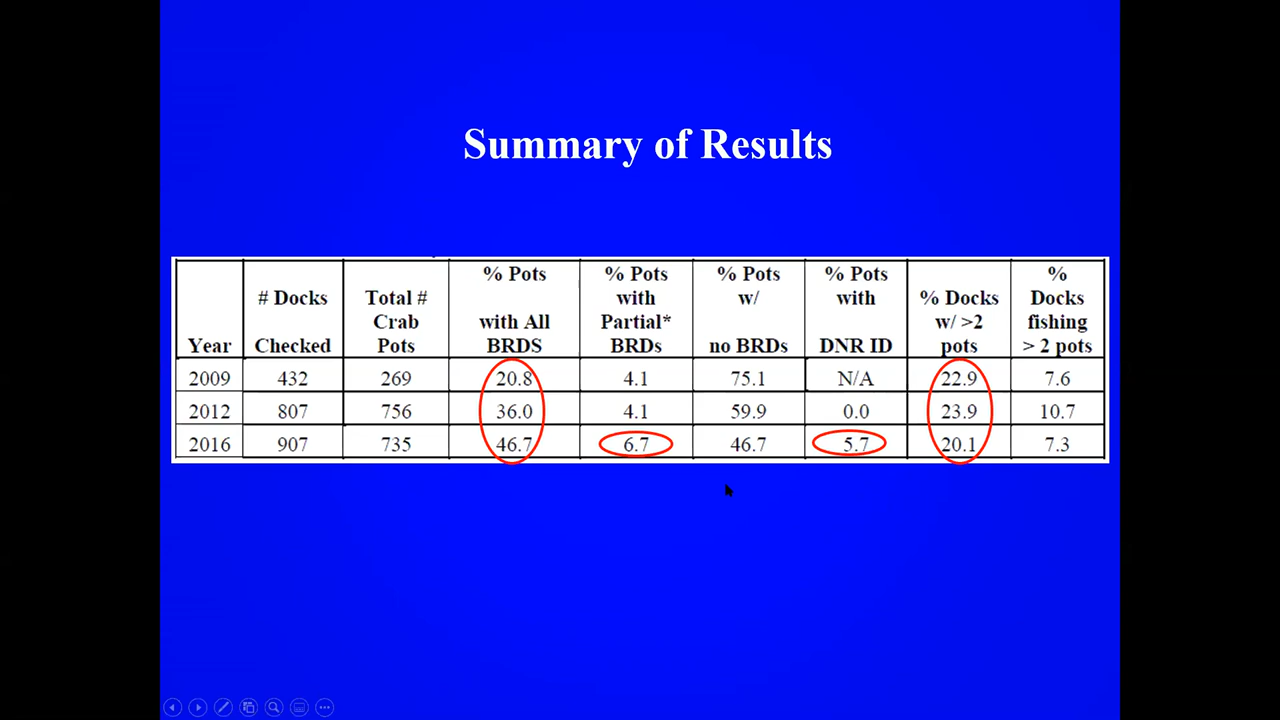 Summary of Results
Year | # Docks Checked | Total # Crab Pots | % Pots with All BRDS | % Pots with Partial* BRDs | % Pots w/ no BRDs | % Pots with DNR ID | % Docks w/ >2 pots | % Docks fishing > 2 pots
2009 | 432 | 269 | 20.8 | 4.1 | 75.1 | N/A | 22.9 | 7.6
2012 | 807 | 756 | 36.0 | 4.1 | 59.9 | 0.0 | 23.9 | 10.7
2016 | 907 | 735 | 46.7 | 6.7 | 46.7 | 5.7 | 20.1 | 7.3